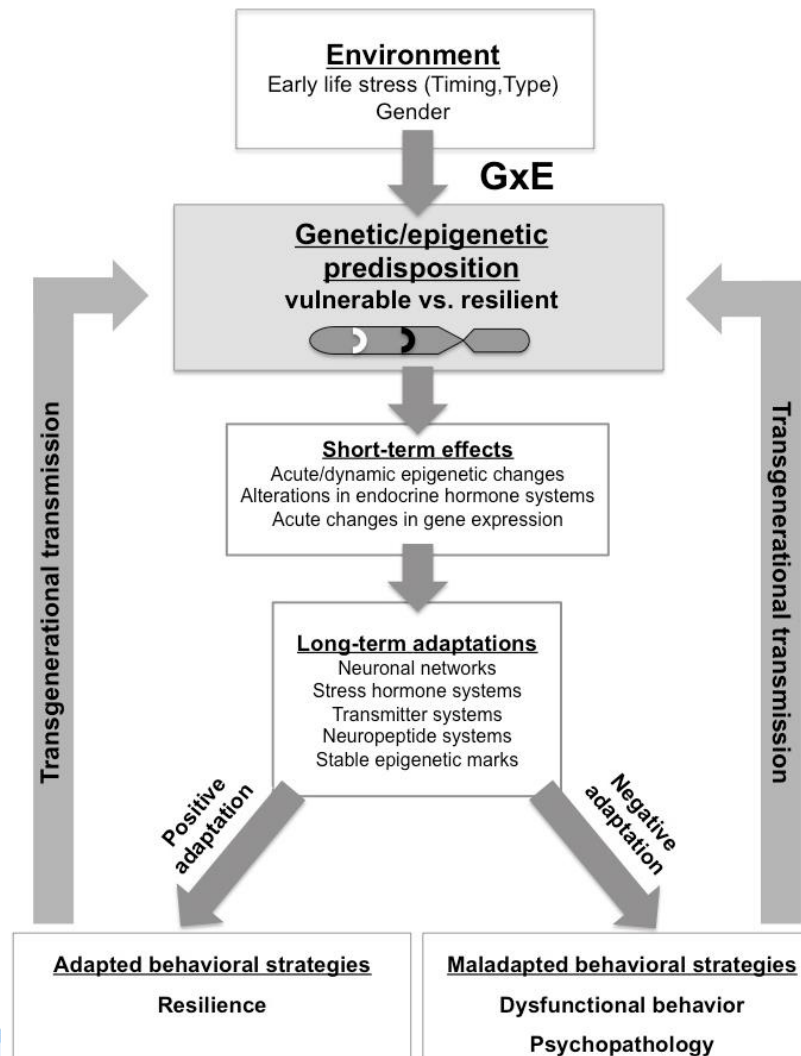 Environment
Early life stress (Timing,Type)
Gender
GxE
Genetic/epigenetic
predisposition
vulnerable vs. resilient
Short-term effects
Acute/dynamic epigenetic changes
Alterations in endocrine hormone systems
Acute changes in gene expression
Long-term adaptations
Neuronal networks
Stress hormone systems
Transmitter systems
Neuropeptide systems
Stable epigenetic marks
Transgenerational transmission
Transgenerational transmission
Positive
adaptation
Negative
adaptation
Adapted behavioral strategies
Resilience
Maladapted behavioral strategies
Dysfunctional behavior
Psychopathology